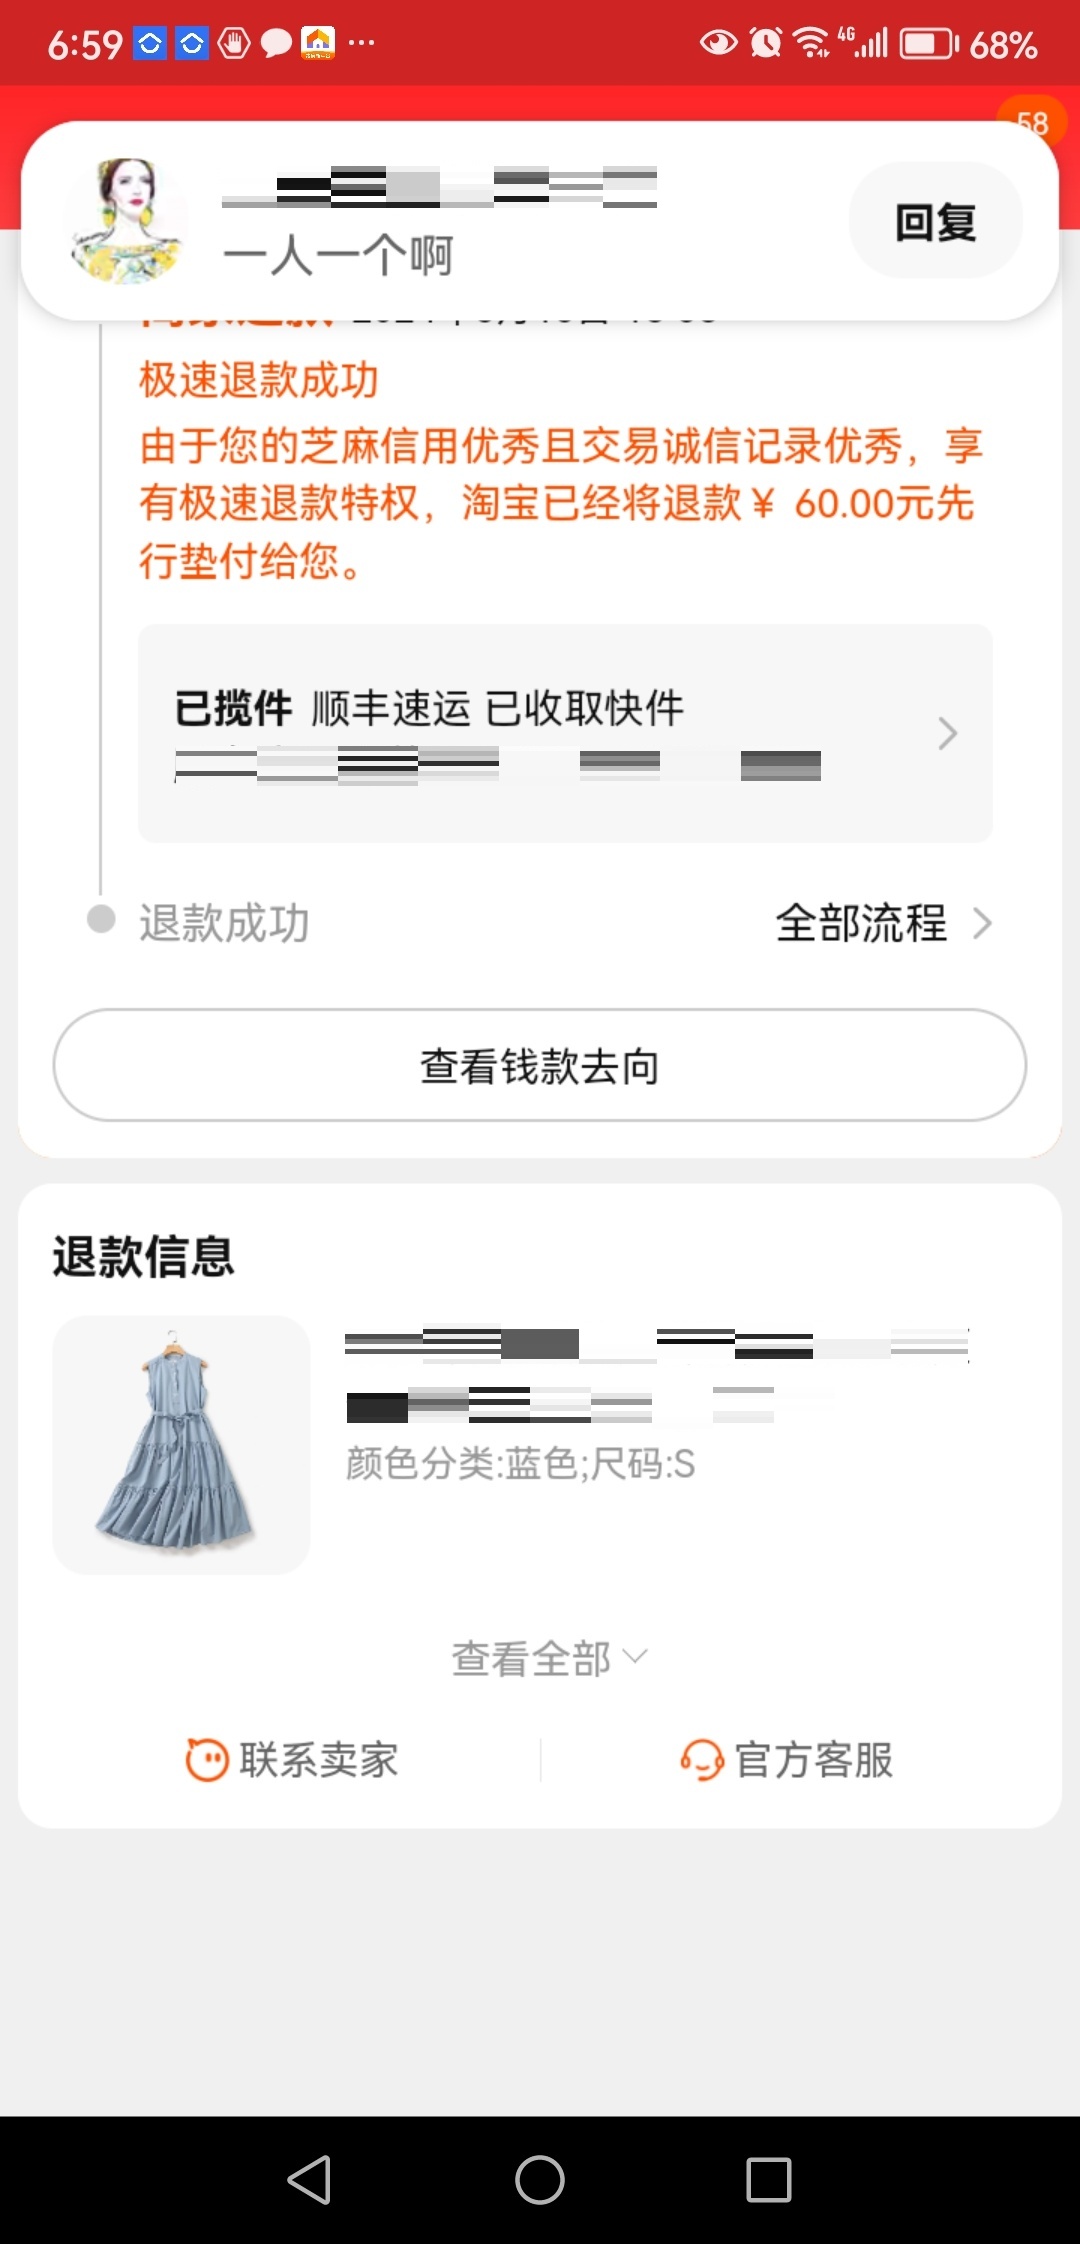 6:59
4G
68%
58
一人一个啊
回复
极速退款成功
由于您的芝麻信用优秀且交易诚信记录优秀，享
有极速退款特权，淘宝已经将退款￥ 60.00元先
行垫付给您。
已揽件 顺丰速运 已收取快件
退款成功
全部流程
查看钱款去向
退款信息
颜色分类:蓝色;尺码:S
查看全部
联系卖家
官方客服